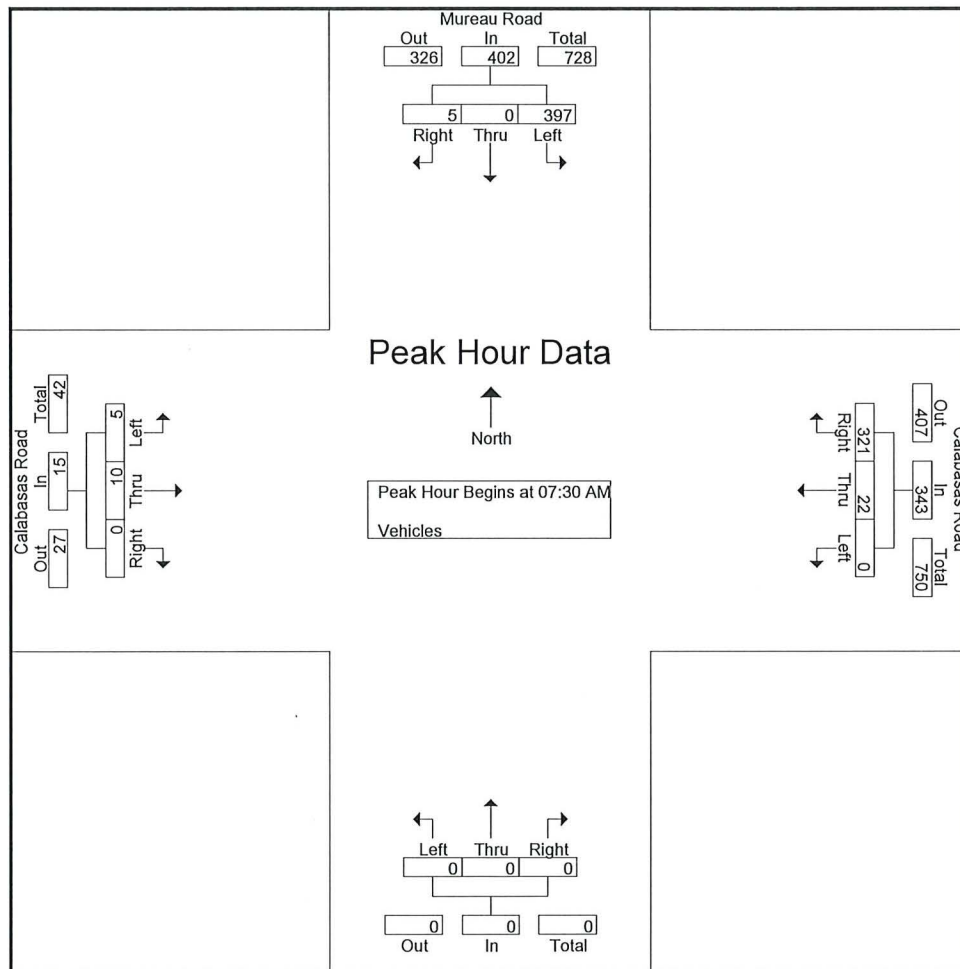 Mureau Road
Out In Total
326 402 728
5 0 397
Right Thru Left
Peak Hour Data
North
Peak Hour Begins at 07:30 AM
Vehicles
Calabasas Road
Total In Out
42 15 27
5 10 0
Left Thru Right
Calabasas Road
Out In Total
407 343 750
321 22 0
Right Thru Left
Left Thru Right
0 0 0
0 0 0
Out In Total